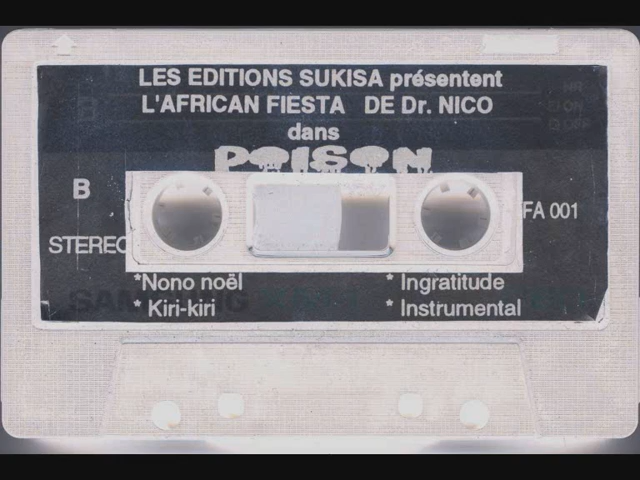 LES EDITIONS SUKISA présentent
L'AFRICAN FIESTA DE Dr. NICO
dans
POISON
B
FA 001
STEREO
*Nono noël
* Ingratitude
* Kiri-kiri
* Instrumental
SAMSUNG